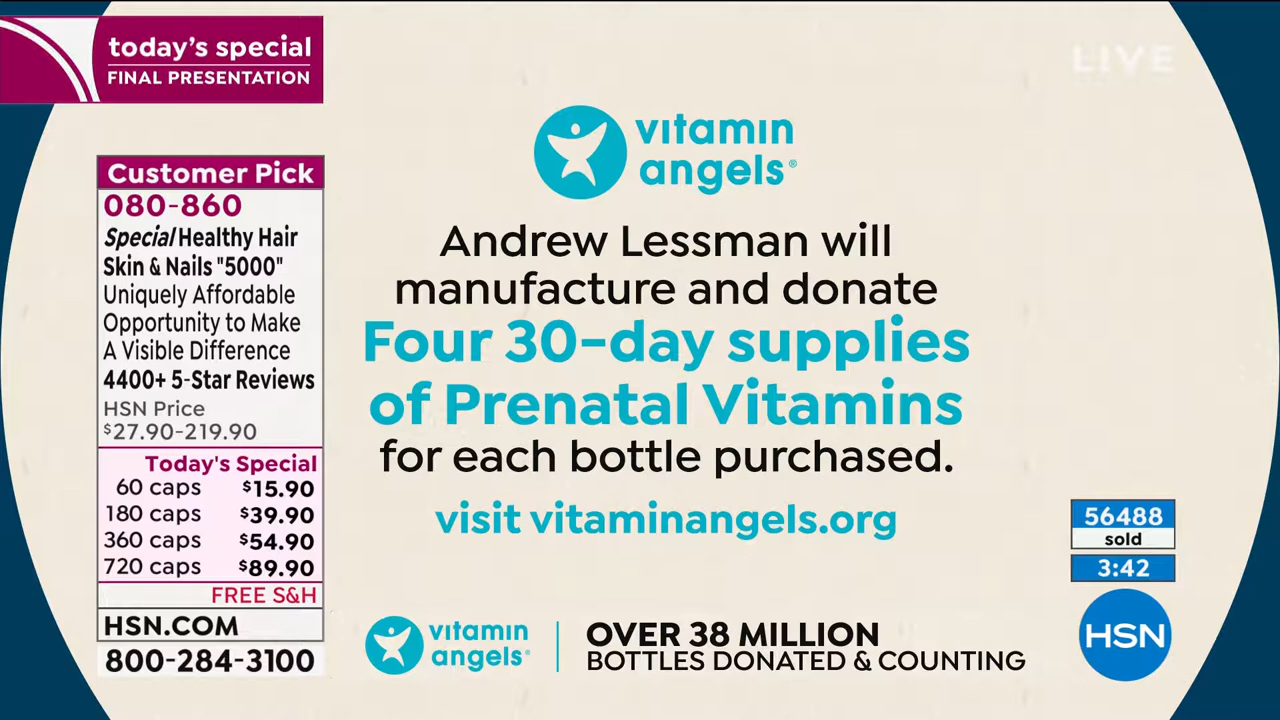 today's special
FINAL PRESENTATION
LIVE
Customer Pick
080-860
Special Healthy Hair
Skin & Nails "5000"
Uniquely Affordable
Opportunity to Make
A Visible Difference
4400+ 5-Star Reviews
HSN Price
$27.90-219.90
Today's Special
60 caps $15.90
180 caps $39.90
360 caps $54.90
720 caps $89.90
FREE S&H
HSN.COM
800-284-3100
vitamin
angels®
Andrew Lessman will
manufacture and donate
Four 30-day supplies
of Prenatal Vitamins
for each bottle purchased.
visit vitaminangels.org
vitamin
angels®
OVER 38 MILLION
BOTTLES DONATED & COUNTING
56488
sold
3:42
HSN